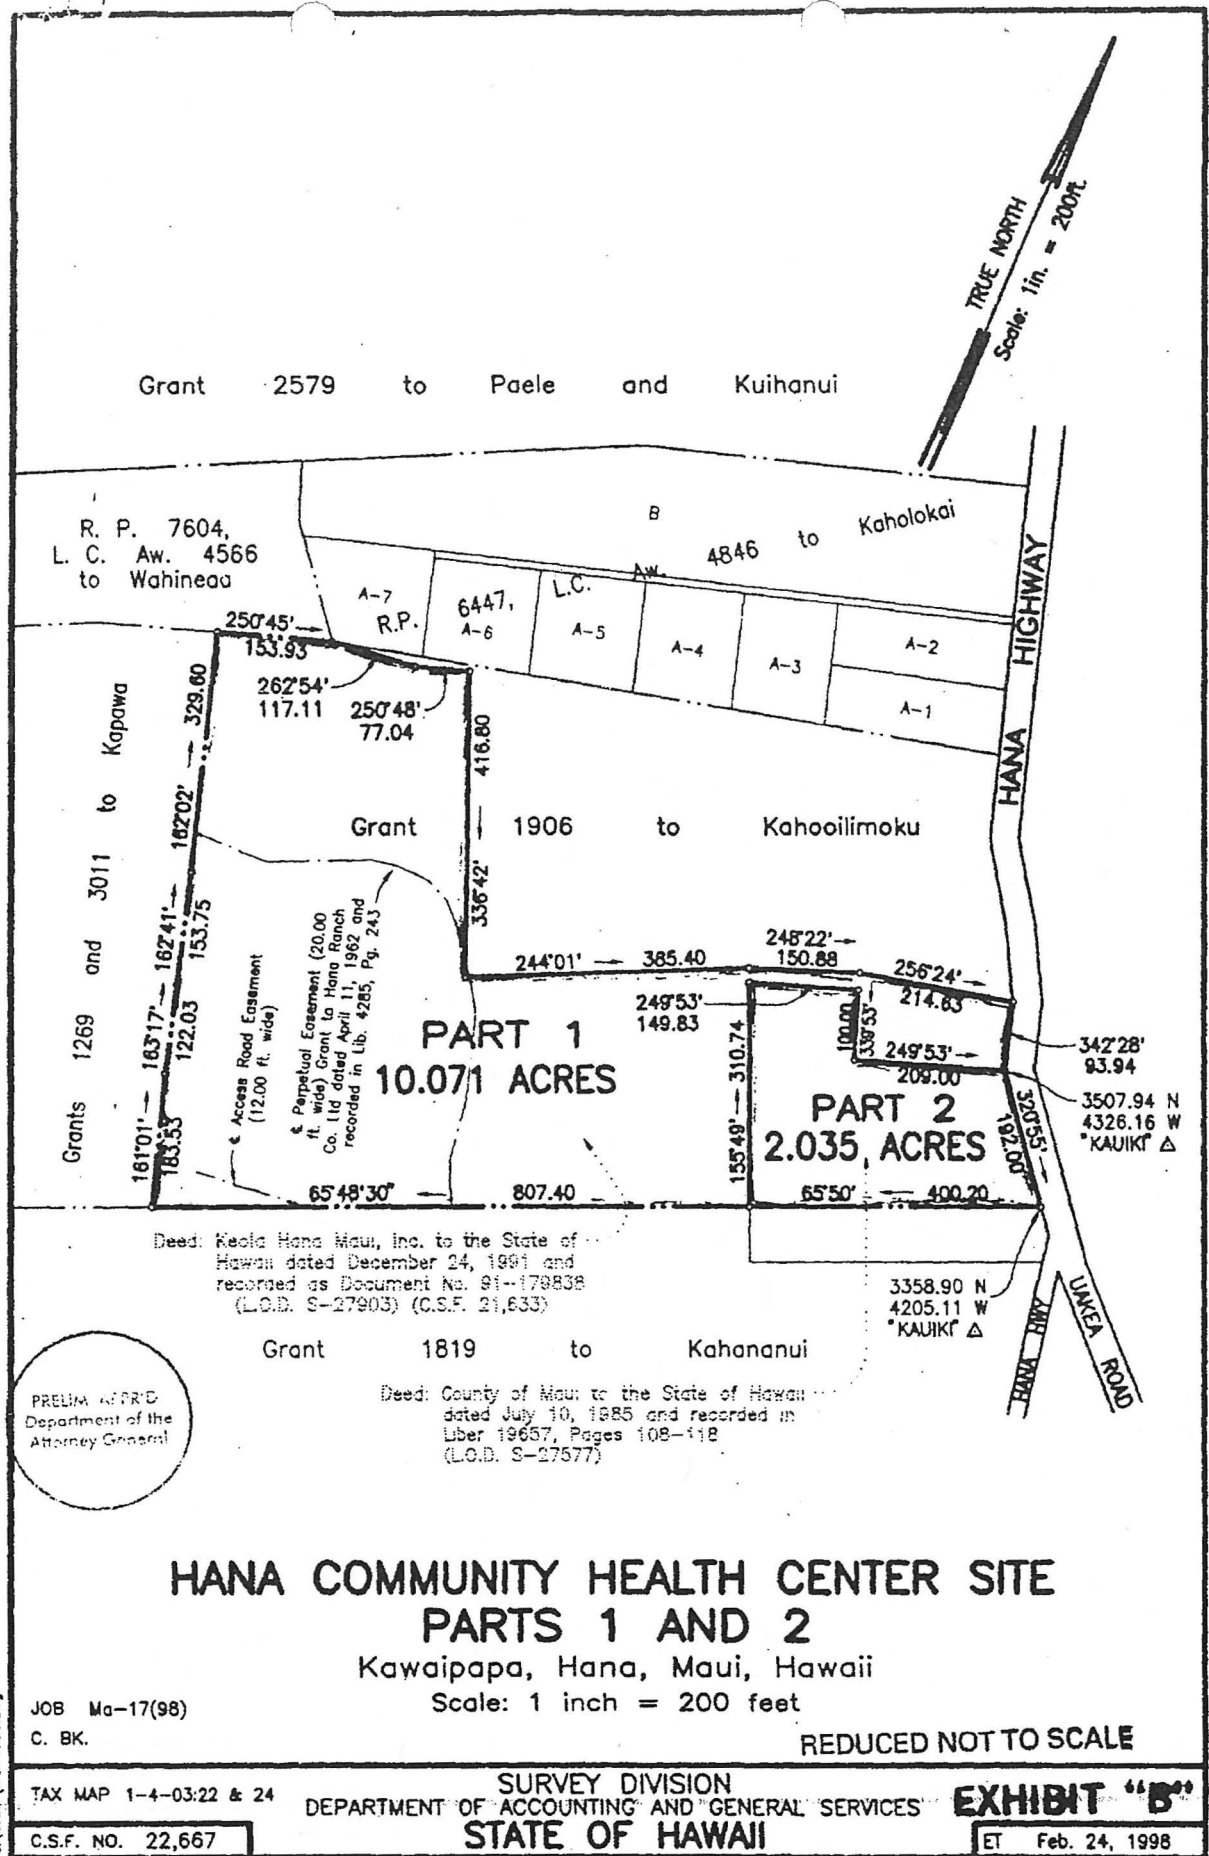 TRUE NORTH
Scale: 1in. = 200ft.
Grant 2579 to Paele and Kuihanui
R. P. 7604,
L. C. Aw. 4566
to Wahineaa
B
R.P. 6447, L.C. Aw. 4846 to Kaholokai
A-7
A-6
A-5
A-4
A-3
A-2
A-1
HANA HIGHWAY
250°45'
153.93
262°54'
117.11
250°48'
77.04
329.60
162°02'
162°41'
153.75
163°17'
122.03
161°01'
183.53
Grants 1269 and 3011 to Kapawa
416.80
336°42'
Grant 1906 to Kahooilimoku
℄ Access Road Easement
(12.00 ft. wide)
℄ Perpetual Easement (20.00
ft. wide) Grant to Hana Ranch
Co. Ltd dated April 11, 1962 and
recorded in Lib. 4285, Pg. 243
244°01' 385.40
248°22'
150.88
256°24'
214.63
249°53'
149.83
100.00
339°53'
249°53'
209.00
342°28'
93.94
3507.94 N
4326.16 W
"KAUIKI" △
PART 1
10.071 ACRES
155°49' 310.74
PART 2
2.035 ACRES
320°55'
192.00
65°48'30" 807.40
65°50' 400.20
3358.90 N
4205.11 W
"KAUIKI" △
Deed: Keola Hana Maui, Inc. to the State of
Hawaii dated December 24, 1991 and
recorded as Document No. 91-179838
(L.O.D. S-27903) (C.S.F. 21,633)
Grant 1819 to Kahananui
HANA HWY
UAKEA ROAD
Deed: County of Maui to the State of Hawaii
dated July 10, 1985 and recorded in
Liber 19657, Pages 108-118
(L.O.D. S-27577)
PRELIM. APPR'D
Department of the
Attorney General
HANA COMMUNITY HEALTH CENTER SITE
PARTS 1 AND 2
Kawaipapa, Hana, Maui, Hawaii
Scale: 1 inch = 200 feet
JOB Ma-17(98)
C. BK.
REDUCED NOT TO SCALE
TAX MAP 1-4-03:22 & 24
C.S.F. NO. 22,667
SURVEY DIVISION
DEPARTMENT OF ACCOUNTING AND GENERAL SERVICES
STATE OF HAWAII
EXHIBIT "B"
ET Feb. 24, 1998